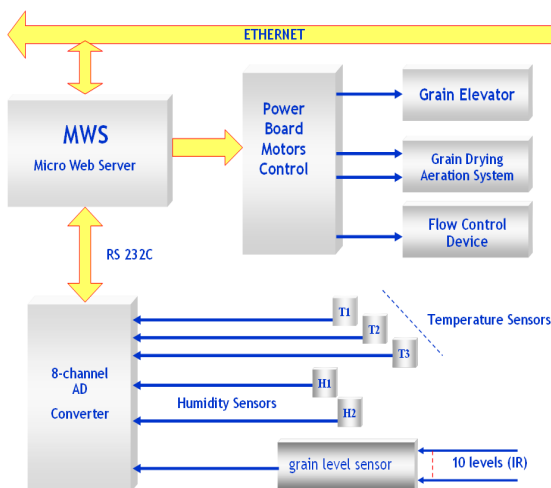 ETHERNET
MWS
Micro Web Server
Power
Board
Motors
Control
Grain Elevator
Grain Drying
Aeration System
Flow Control
Device
RS 232C
8-channel
AD
Converter
T1
T2
T3
Temperature Sensors
H1
H2
Humidity Sensors
grain level sensor
10 levels (IR)